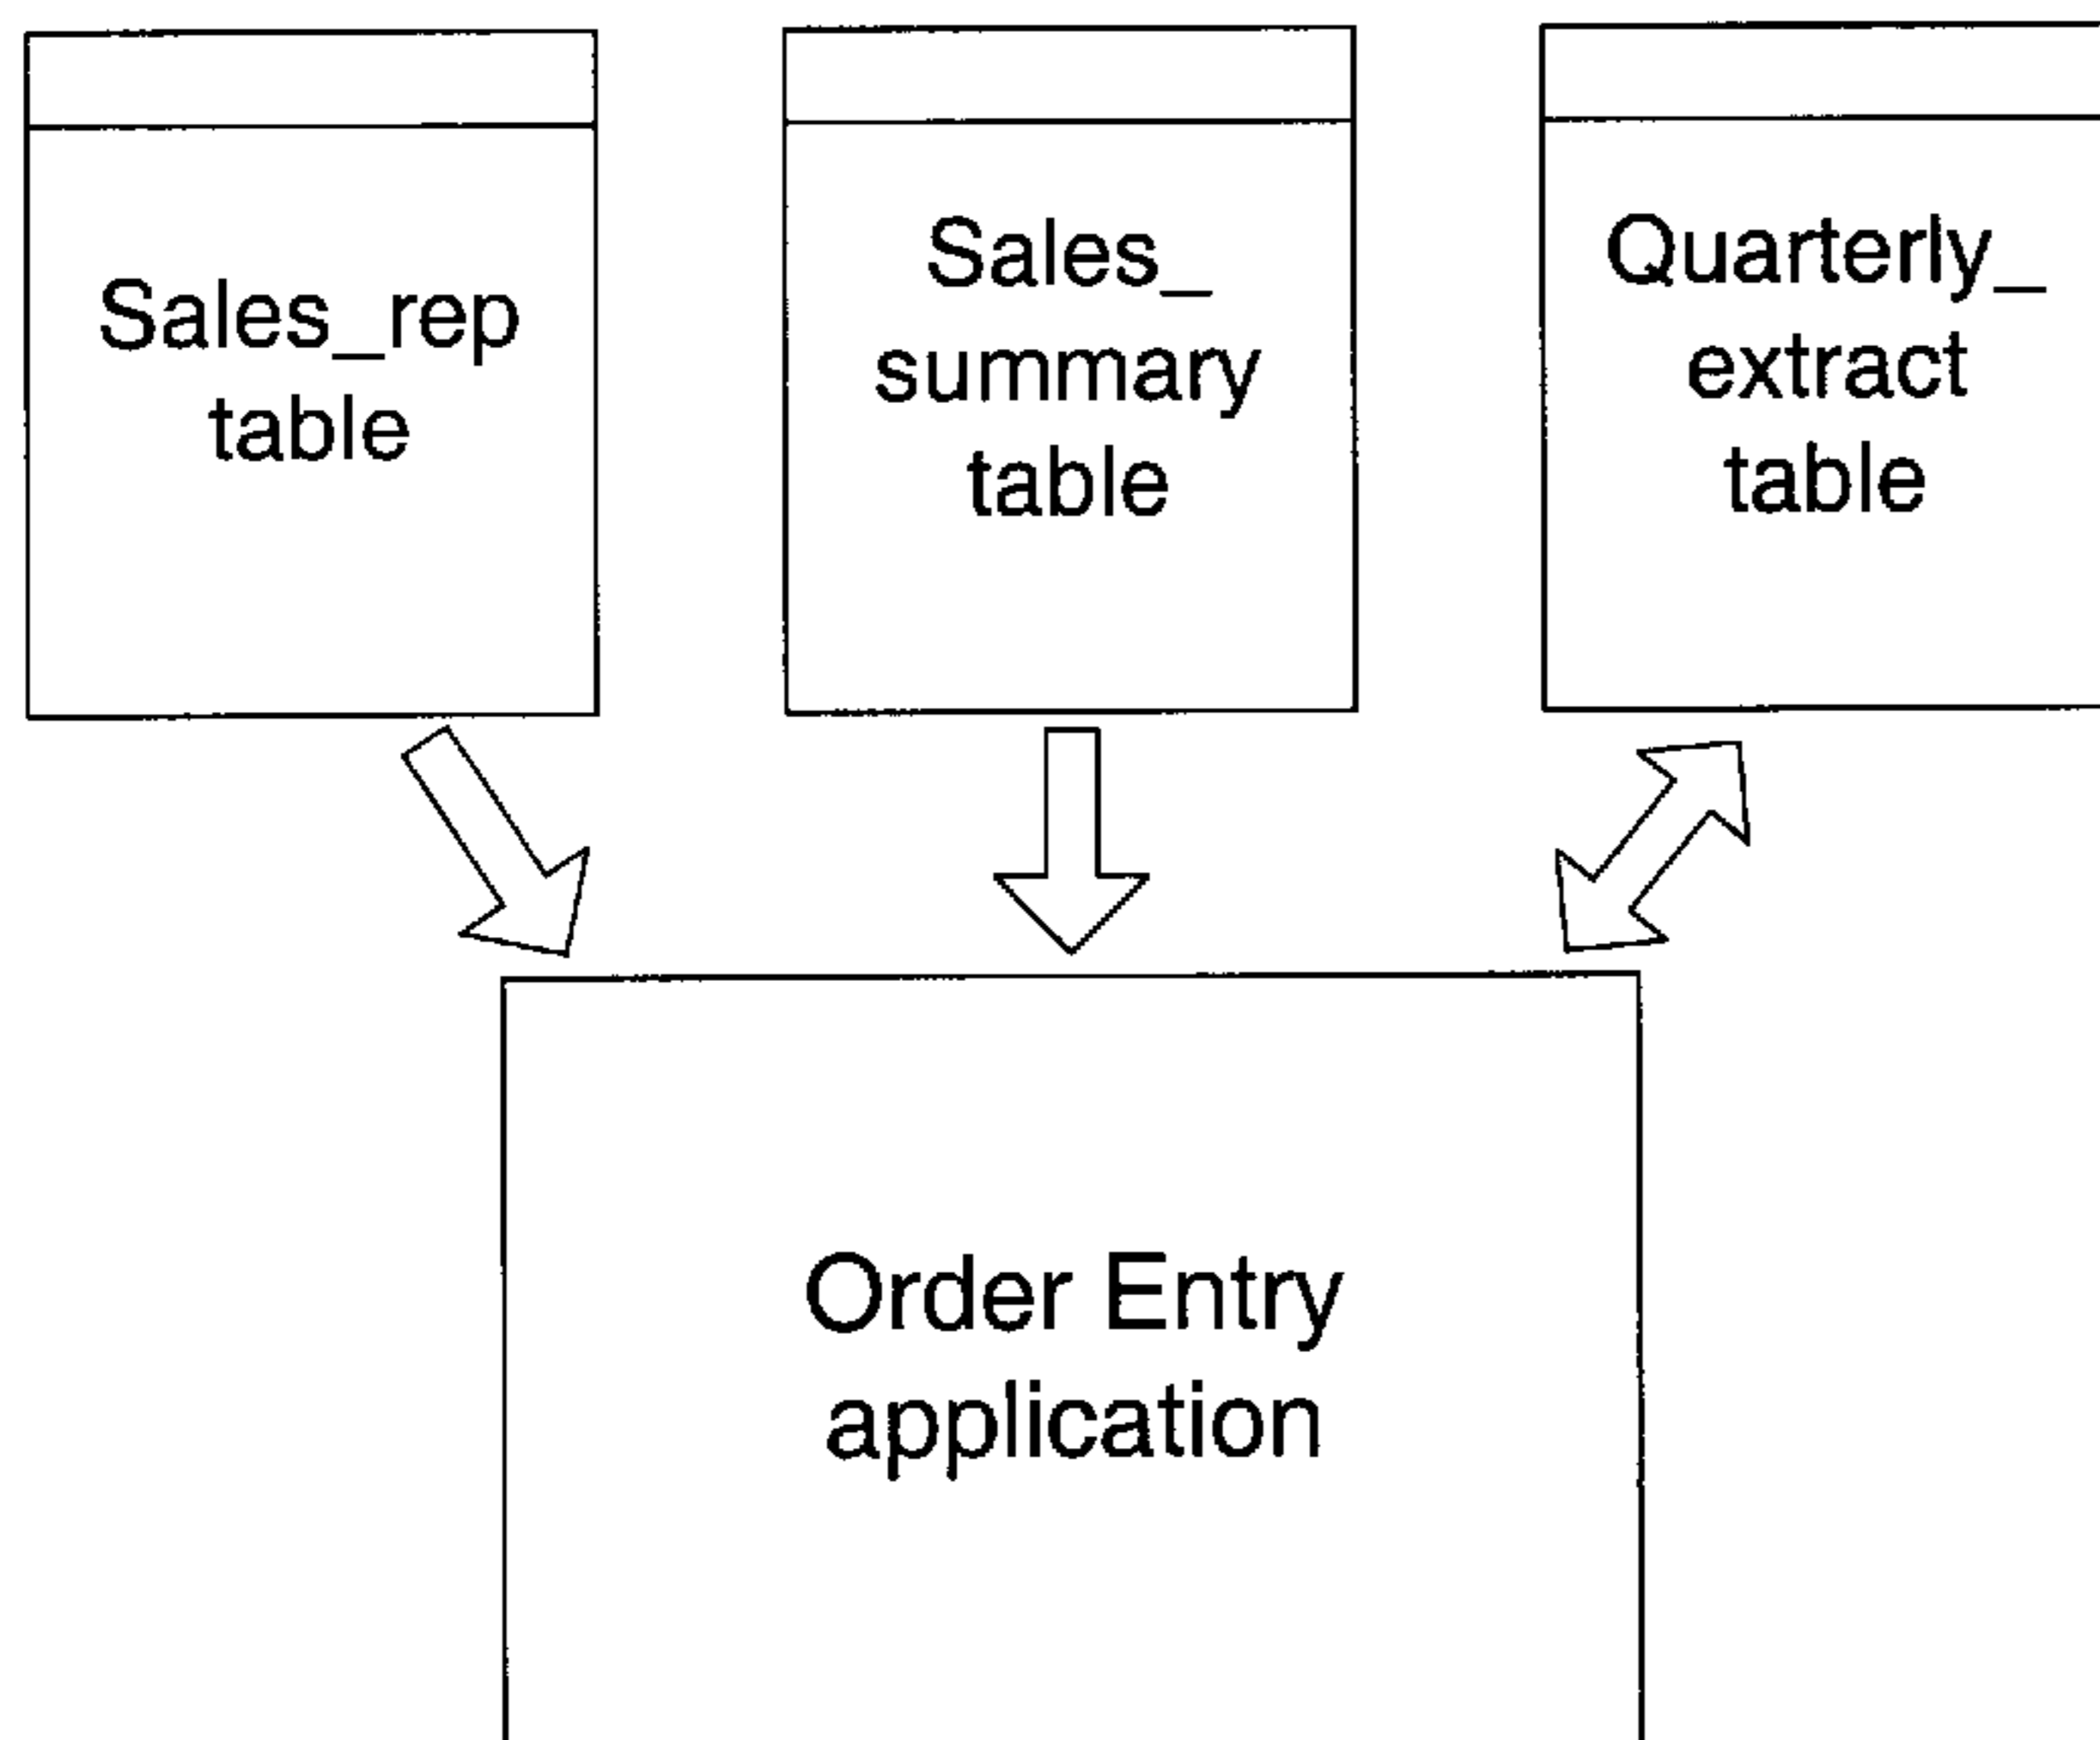 Sales_rep
table
Sales_
summary
table
Quarterly_
extract
table
Order Entry
application